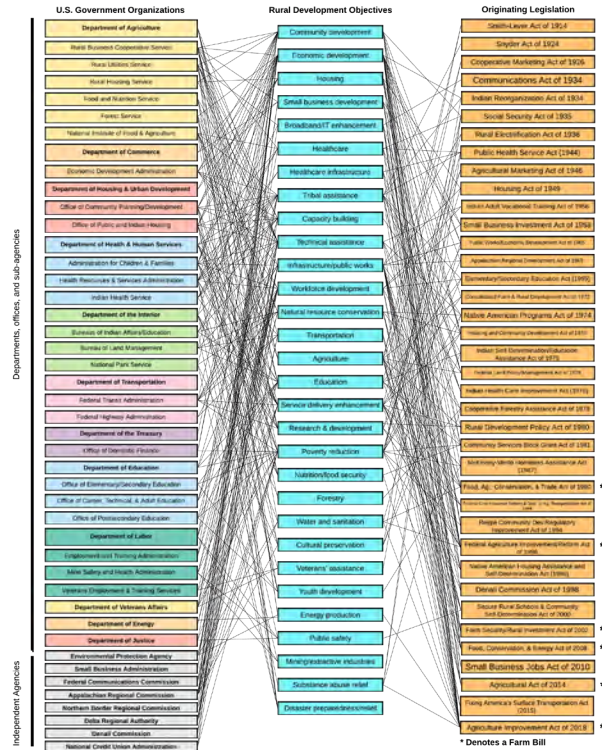 U.S. Government Organizations
Rural Development Objectives
Originating Legislation
Departments, offices, and sub-agencies
Independent Agencies
Department of Agriculture
Rural Business Cooperative Service
Rural Utilities Service
Rural Housing Service
Food and Nutrition Service
Forest Service
National Institute of Food & Agriculture
Department of Commerce
Economic Development Administration
Department of Housing & Urban Development
Office of Community Planning/Development
Office of Public and Indian Housing
Department of Health & Human Services
Administration for Children & Families
Health Resources & Services Administration
Indian Health Service
Department of the Interior
Bureaus of Indian Affairs/Education
Bureau of Land Management
National Park Service
Department of Transportation
Federal Transit Administration
Federal Highway Administration
Department of the Treasury
Office of Domestic Finance
Department of Education
Office of Elementary/Secondary Education
Office of Career, Technical, & Adult Education
Office of Postsecondary Education
Department of Labor
Employment and Training Administration
Mine Safety and Health Administration
Veterans Employment & Training Services
Department of Veterans Affairs
Department of Energy
Department of Justice
Environmental Protection Agency
Small Business Administration
Federal Communications Commission
Appalachian Regional Commission
Northern Border Regional Commission
Delta Regional Authority
Denali Commission
National Credit Union Administration
Community development
Economic development
Housing
Small business development
Broadband/IT enhancement
Healthcare
Healthcare infrastructure
Tribal assistance
Capacity building
Technical assistance
Infrastructure/public works
Workforce development
Natural resource conservation
Transportation
Agriculture
Education
Service delivery enhancement
Research & development
Poverty reduction
Nutrition/food security
Forestry
Water and sanitation
Cultural preservation
Veterans' assistance
Youth development
Energy production
Public safety
Mining/extractive industries
Substance abuse relief
Disaster preparedness/relief
Smith-Lever Act of 1914
Snyder Act of 1924
Cooperative Marketing Act of 1926
Communications Act of 1934
Indian Reorganization Act of 1934
Social Security Act of 1935
Rural Electrification Act of 1936
Public Health Service Act (1944)
Agricultural Marketing Act of 1946
Housing Act of 1949
Indian Adult Vocational Training Act of 1956
Small Business Investment Act of 1958
Public Works/Economic Development Act of 1965
Appalachian Regional Development Act of 1965
Elementary/Secondary Education Act (1965)
Consolidated Farm & Rural Development Act of 1972
Native American Programs Act of 1974
Housing and Community Development Act of 1974
Indian Self Determination/Education
Assistance Act of 1975
Federal Land Policy/Management Act of 1976
Indian Health Care Improvement Act (1976)
Cooperative Forestry Assistance Act of 1978
Rural Development Policy Act of 1980
Community Services Block Grant Act of 1981
McKinney-Vento Homeless Assistance Act
(1987)
Food, Ag., Conservation, & Trade Act of 1990 *
Riegle Community Dev/Regulatory
Improvement Act of 1994
Federal Agriculture Improvement/Reform Act
of 1996 *
Native American Housing Assistance and
Self-Determination Act (1996)
Denali Commission Act of 1998
Secure Rural Schools & Community
Self-Determination Act of 2000
Farm Security/Rural Investment Act of 2002 *
Food, Conservation, & Energy Act of 2008 *
Small Business Jobs Act of 2010
Agricultural Act of 2014 *
Fixing America's Surface Transportation Act
(2015)
Agriculture Improvement Act of 2018 *
* Denotes a Farm Bill